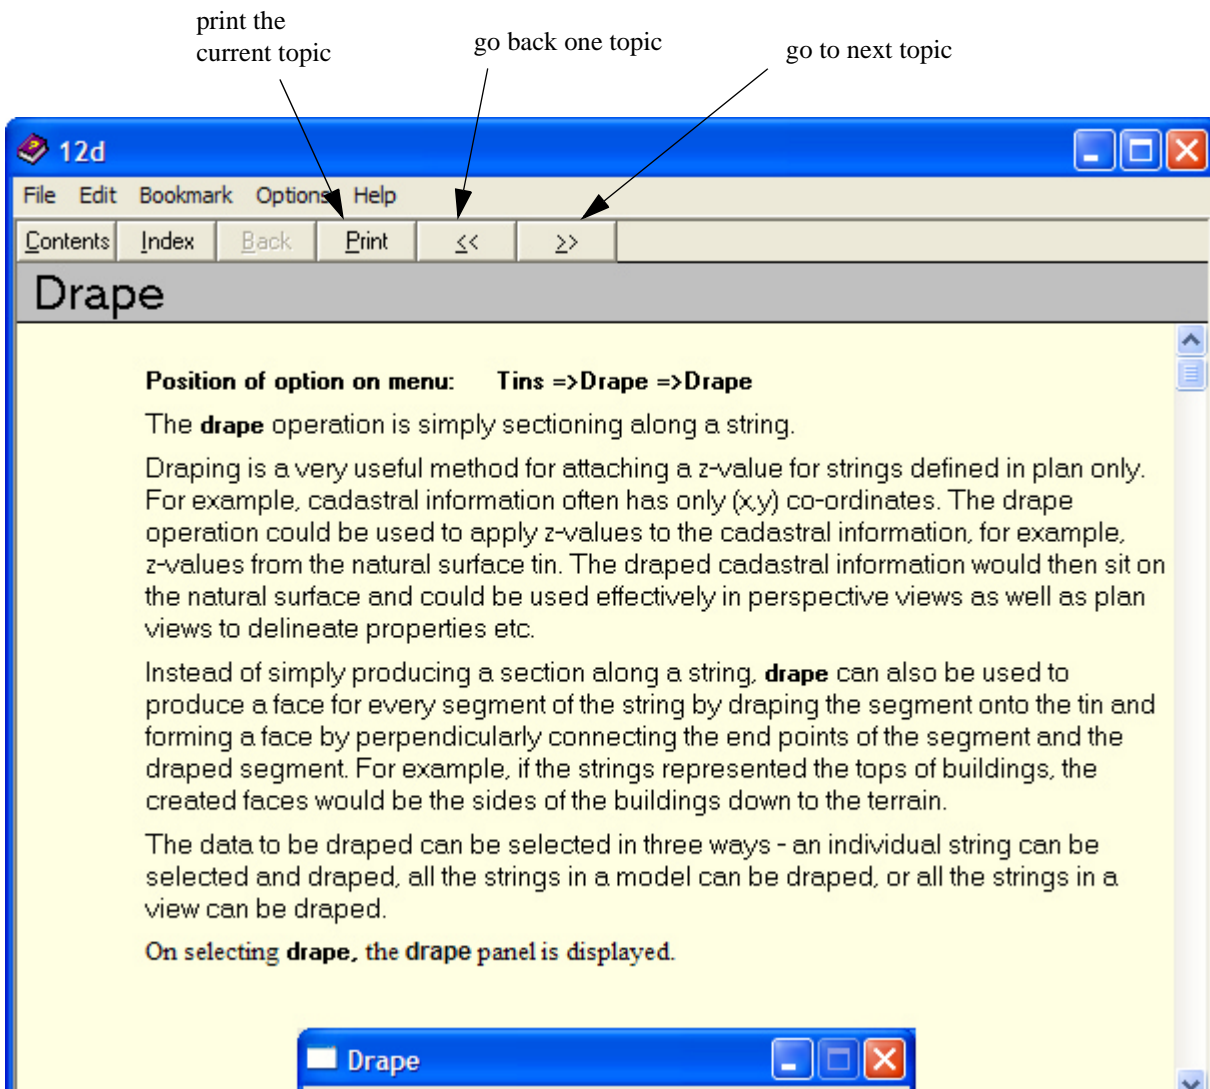 print the
current topic
go back one topic
go to next topic
12d
File Edit Bookmark Options Help
Contents Index Back Print << >>
Drape
Position of option on menu: Tins =>Drape =>Drape
The drape operation is simply sectioning along a string.
Draping is a very useful method for attaching a z-value for strings defined in plan only.
For example, cadastral information often has only (x,y) co-ordinates. The drape
operation could be used to apply z-values to the cadastral information, for example,
z-values from the natural surface tin. The draped cadastral information would then sit on
the natural surface and could be used effectively in perspective views as well as plan
views to delineate properties etc.
Instead of simply producing a section along a string, drape can also be used to
produce a face for every segment of the string by draping the segment onto the tin and
forming a face by perpendicularly connecting the end points of the segment and the
draped segment. For example, if the strings represented the tops of buildings, the
created faces would be the sides of the buildings down to the terrain.
The data to be draped can be selected in three ways - an individual string can be
selected and draped, all the strings in a model can be draped, or all the strings in a
view can be draped.
On selecting drape, the drape panel is displayed.
Drape